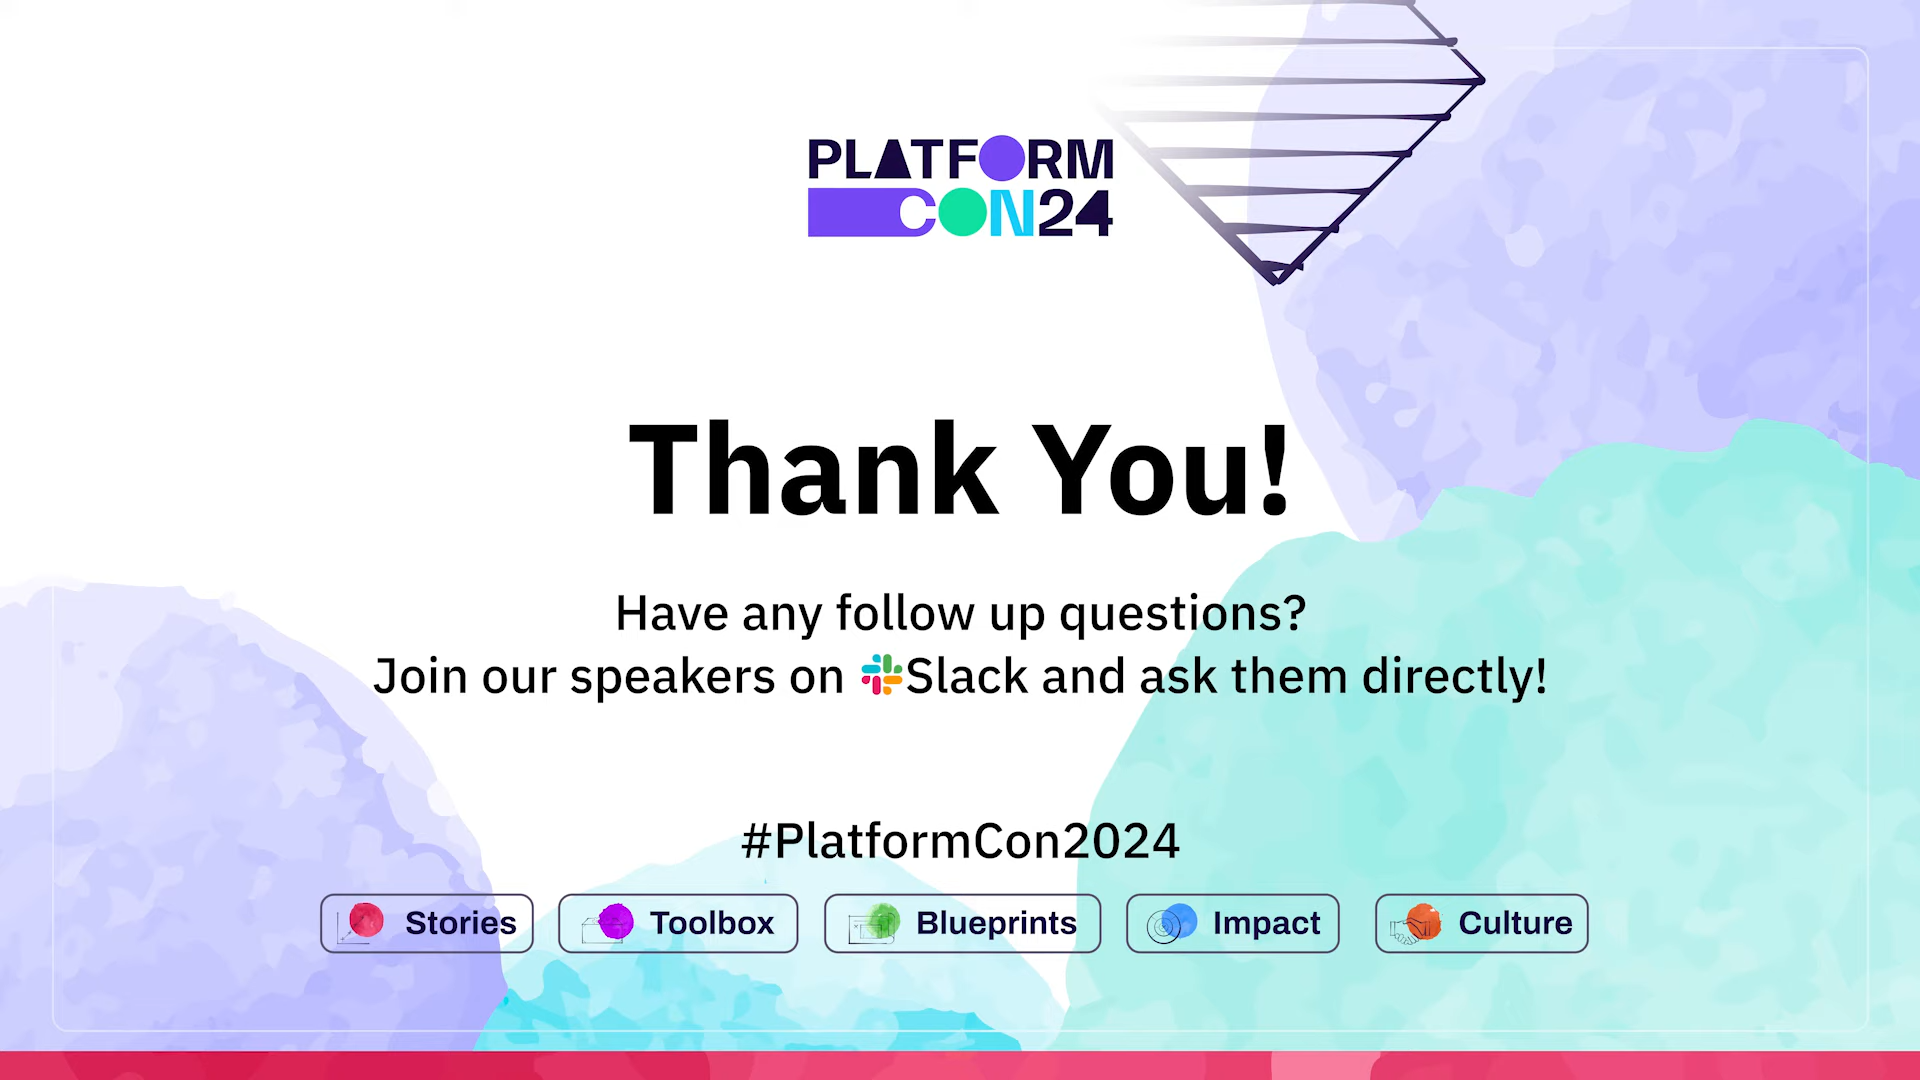 PLATFORM
CON24
Thank You!
Have any follow up questions?
Join our speakers on Slack and ask them directly!
#PlatformCon2024
Stories Toolbox Blueprints Impact Culture